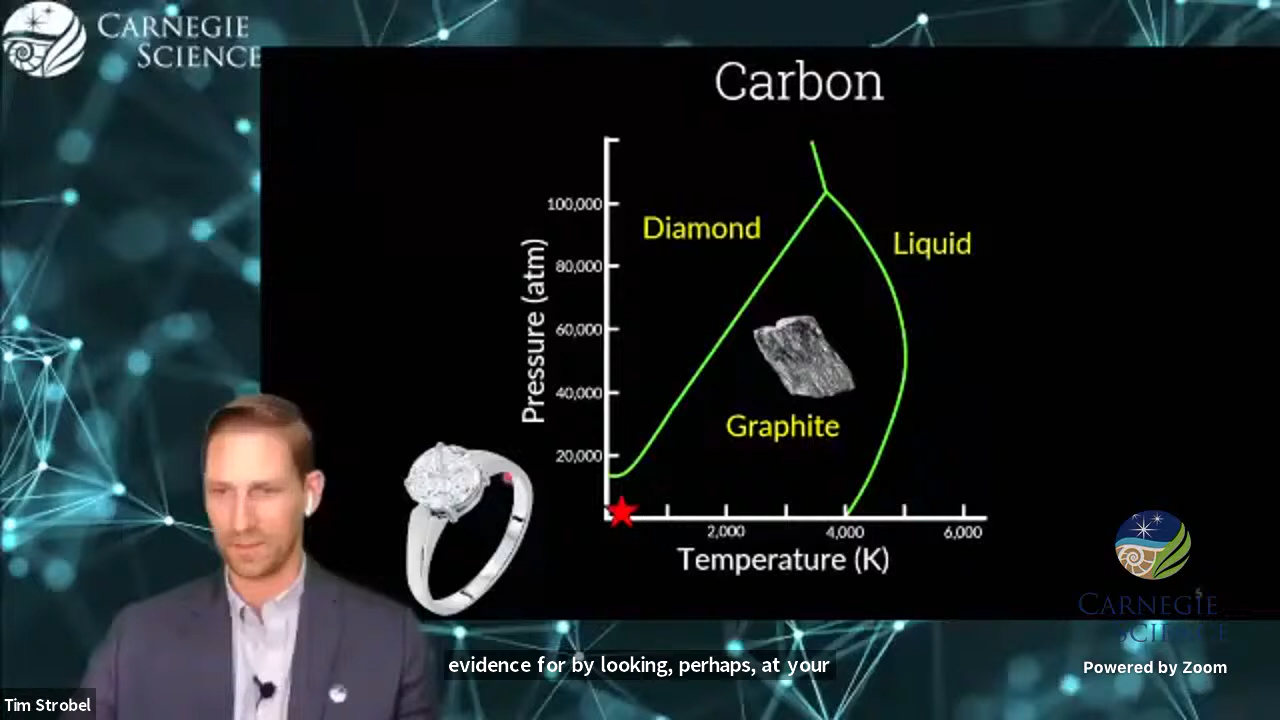 CARNEGIE
SCIENCE
Carbon
100,000
80,000
60,000
40,000
20,000
Pressure (atm)
Diamond
Liquid
Graphite
2,000
4,000
6,000
Temperature (K)
CARNEGIE
SCIENCE
Powered by Zoom
evidence for by looking, perhaps, at your
Tim Strobel